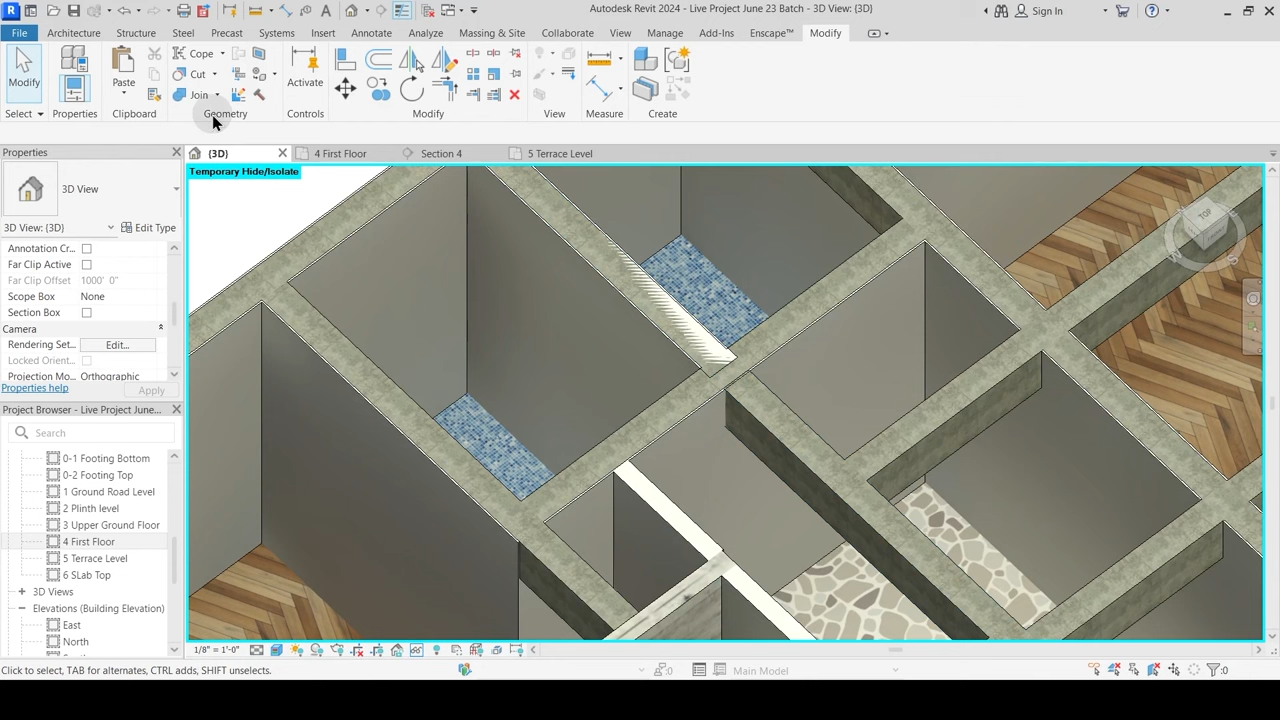 Autodesk Revit 2024 - Live Project June 23 Batch - 3D View: {3D}
Sign In
File Architecture Structure Steel Precast Systems Insert Annotate Analyze Massing & Site Collaborate View Manage Add-Ins Enscape™ Modify
Modify Paste Cope Cut Join Activate
Select Properties Clipboard Geometry Controls Modify View Measure Create
Properties
{3D} 4 First Floor Section 4 5 Terrace Level
Temporary Hide/Isolate
3D View
3D View: {3D} Edit Type
Annotation Cr...
Far Clip Active
Far Clip Offset 1000' 0"
Scope Box None
Section Box
Camera
Rendering Set... Edit...
Locked Orient...
Projection Mo... Orthographic
Properties help Apply
Project Browser - Live Project June...
Search
0-1 Footing Bottom
0-2 Footing Top
1 Ground Road Level
2 Plinth level
3 Upper Ground Floor
4 First Floor
5 Terrace Level
6 SLab Top
3D Views
Elevations (Building Elevation)
East
North
TOP
1/8" = 1'-0"
Click to select, TAB for alternates, CTRL adds, SHIFT unselects.
:0
Main Model
:0